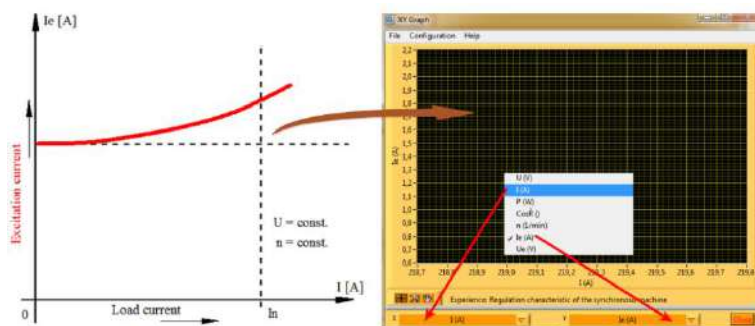 Ie [A]
Excitation current
U = const.
n = const.
I [A]
0
Load current
In
XY Graph
File Configuration Help
2,2
2,1
2,0
1,9
1,8
1,7
1,6
1,5
1,4
1,3
1,2
1,1
1,0
0,9
0,8
0,7
0,6
Ie (A)
U (V)
I (A)
P (W)
n (1/min)
✓ Ie (A)
Ue (V)
218,7 218,8 218,9 219,0 219,1 219,2 219,3 219,4 219,5 219,6 219,7 219,8
I (A)
Experience: Regulation characteristic of the synchronous machine
X I (A) Y Ie (A)